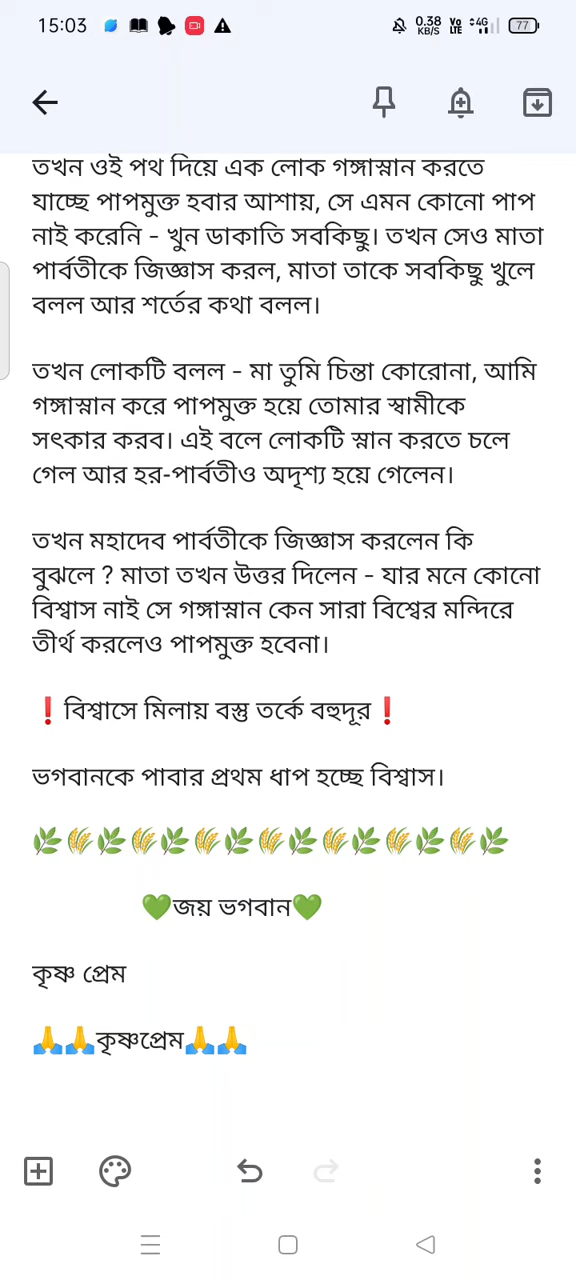 15:03
0.38 KB/S
Vo LTE
4G
77
তখন ওই পথ দিয়ে এক লোক গঙ্গাস্নান করতে
যাচ্ছে পাপমুক্ত হবার আশায়, সে এমন কোনো পাপ
নাই করেনি – খুন ডাকাতি সবকিছু। তখন সেও মাতা
পার্বতীকে জিজ্ঞাস করল, মাতা তাকে সবকিছু খুলে
বলল আর শর্তের কথা বলল।
তখন লোকটি বলল – মা তুমি চিন্তা কোরোনা, আমি
গঙ্গাস্নান করে পাপমুক্ত হয়ে তোমার স্বামীকে
সৎকার করব। এই বলে লোকটি স্নান করতে চলে
গেল আর হর-পার্বতীও অদৃশ্য হয়ে গেলেন।
তখন মহাদেব পার্বতীকে জিজ্ঞাস করলেন কি
বুঝলে ? মাতা তখন উত্তর দিলেন – যার মনে কোনো
বিশ্বাস নাই সে গঙ্গাস্নান কেন সারা বিশ্বের মন্দিরে
তীর্থ করলেও পাপমুক্ত হবেনা।
❗বিশ্বাসে মিলায় বস্তু তর্কে বহুদূর❗
ভগবানকে পাবার প্রথম ধাপ হচ্ছে বিশ্বাস।
🌿🌾🌿🌾🌿🌾🌿🌾🌿🌾🌿🌾🌿🌾🌿
💚জয় ভগবান💚
কৃষ্ণ প্রেম
🙏🙏কৃষ্ণপ্রেম🙏🙏